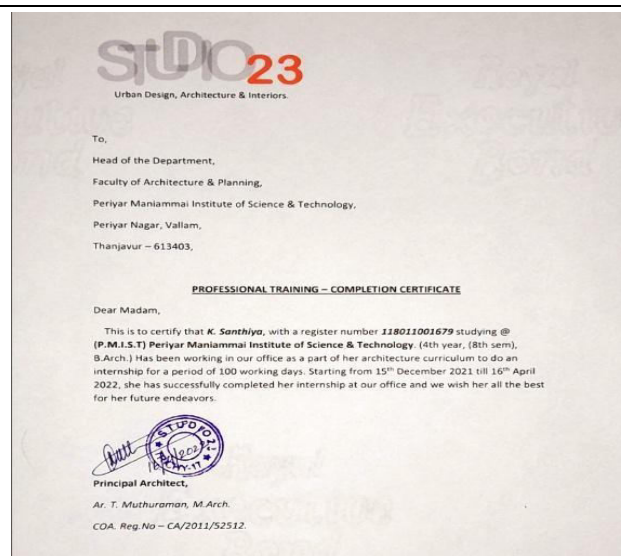 STUDIO23
Urban Design, Architecture & Interiors.
To,
Head of the Department,
Faculty of Architecture & Planning,
Periyar Maniammai Institute of Science & Technology,
Periyar Nagar, Vallam,
Thanjavur – 613403,
PROFESSIONAL TRAINING – COMPLETION CERTIFICATE
Dear Madam,
This is to certify that K. Santhiya, with a register number 118011001679 studying @
(P.M.I.S.T) Periyar Maniammai Institute of Science & Technology. (4th year, (8th sem),
B.Arch.) Has been working in our office as a part of her architecture curriculum to do an
internship for a period of 100 working days. Starting from 15th December 2021 till 16th April
2022, she has successfully completed her internship at our office and we wish her all the best
for her future endeavors.
Principal Architect,
Ar. T. Muthuraman, M.Arch.
COA. Reg.No – CA/2011/52512.